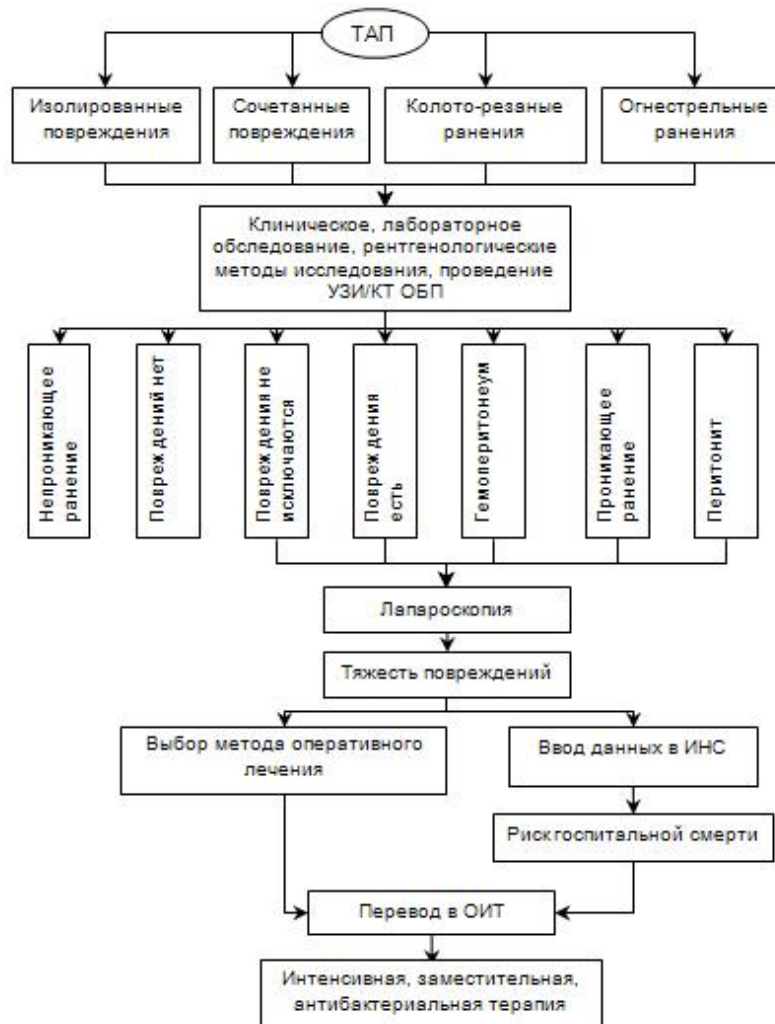 ТАП
Изолированные
повреждения
Сочетанные
повреждения
Колото-резаные
ранения
Огнестрельные
ранения
Клиническое, лабораторное
обследование, рентгенологические
методы исследования, проведение
УЗИ/КТ ОБП
Непроникающее
ранение
Повреждений нет
Повреждения не
исключаются
Повреждения
есть
Гемоперитонеум
Проникающее
ранение
Перитонит
Лапароскопия
Тяжесть повреждений
Выбор метода оперативного
лечения
Ввод данных в ИНС
Риск госпитальной смерти
Перевод в ОИТ
Интенсивная, заместительная,
антибактериальная терапия